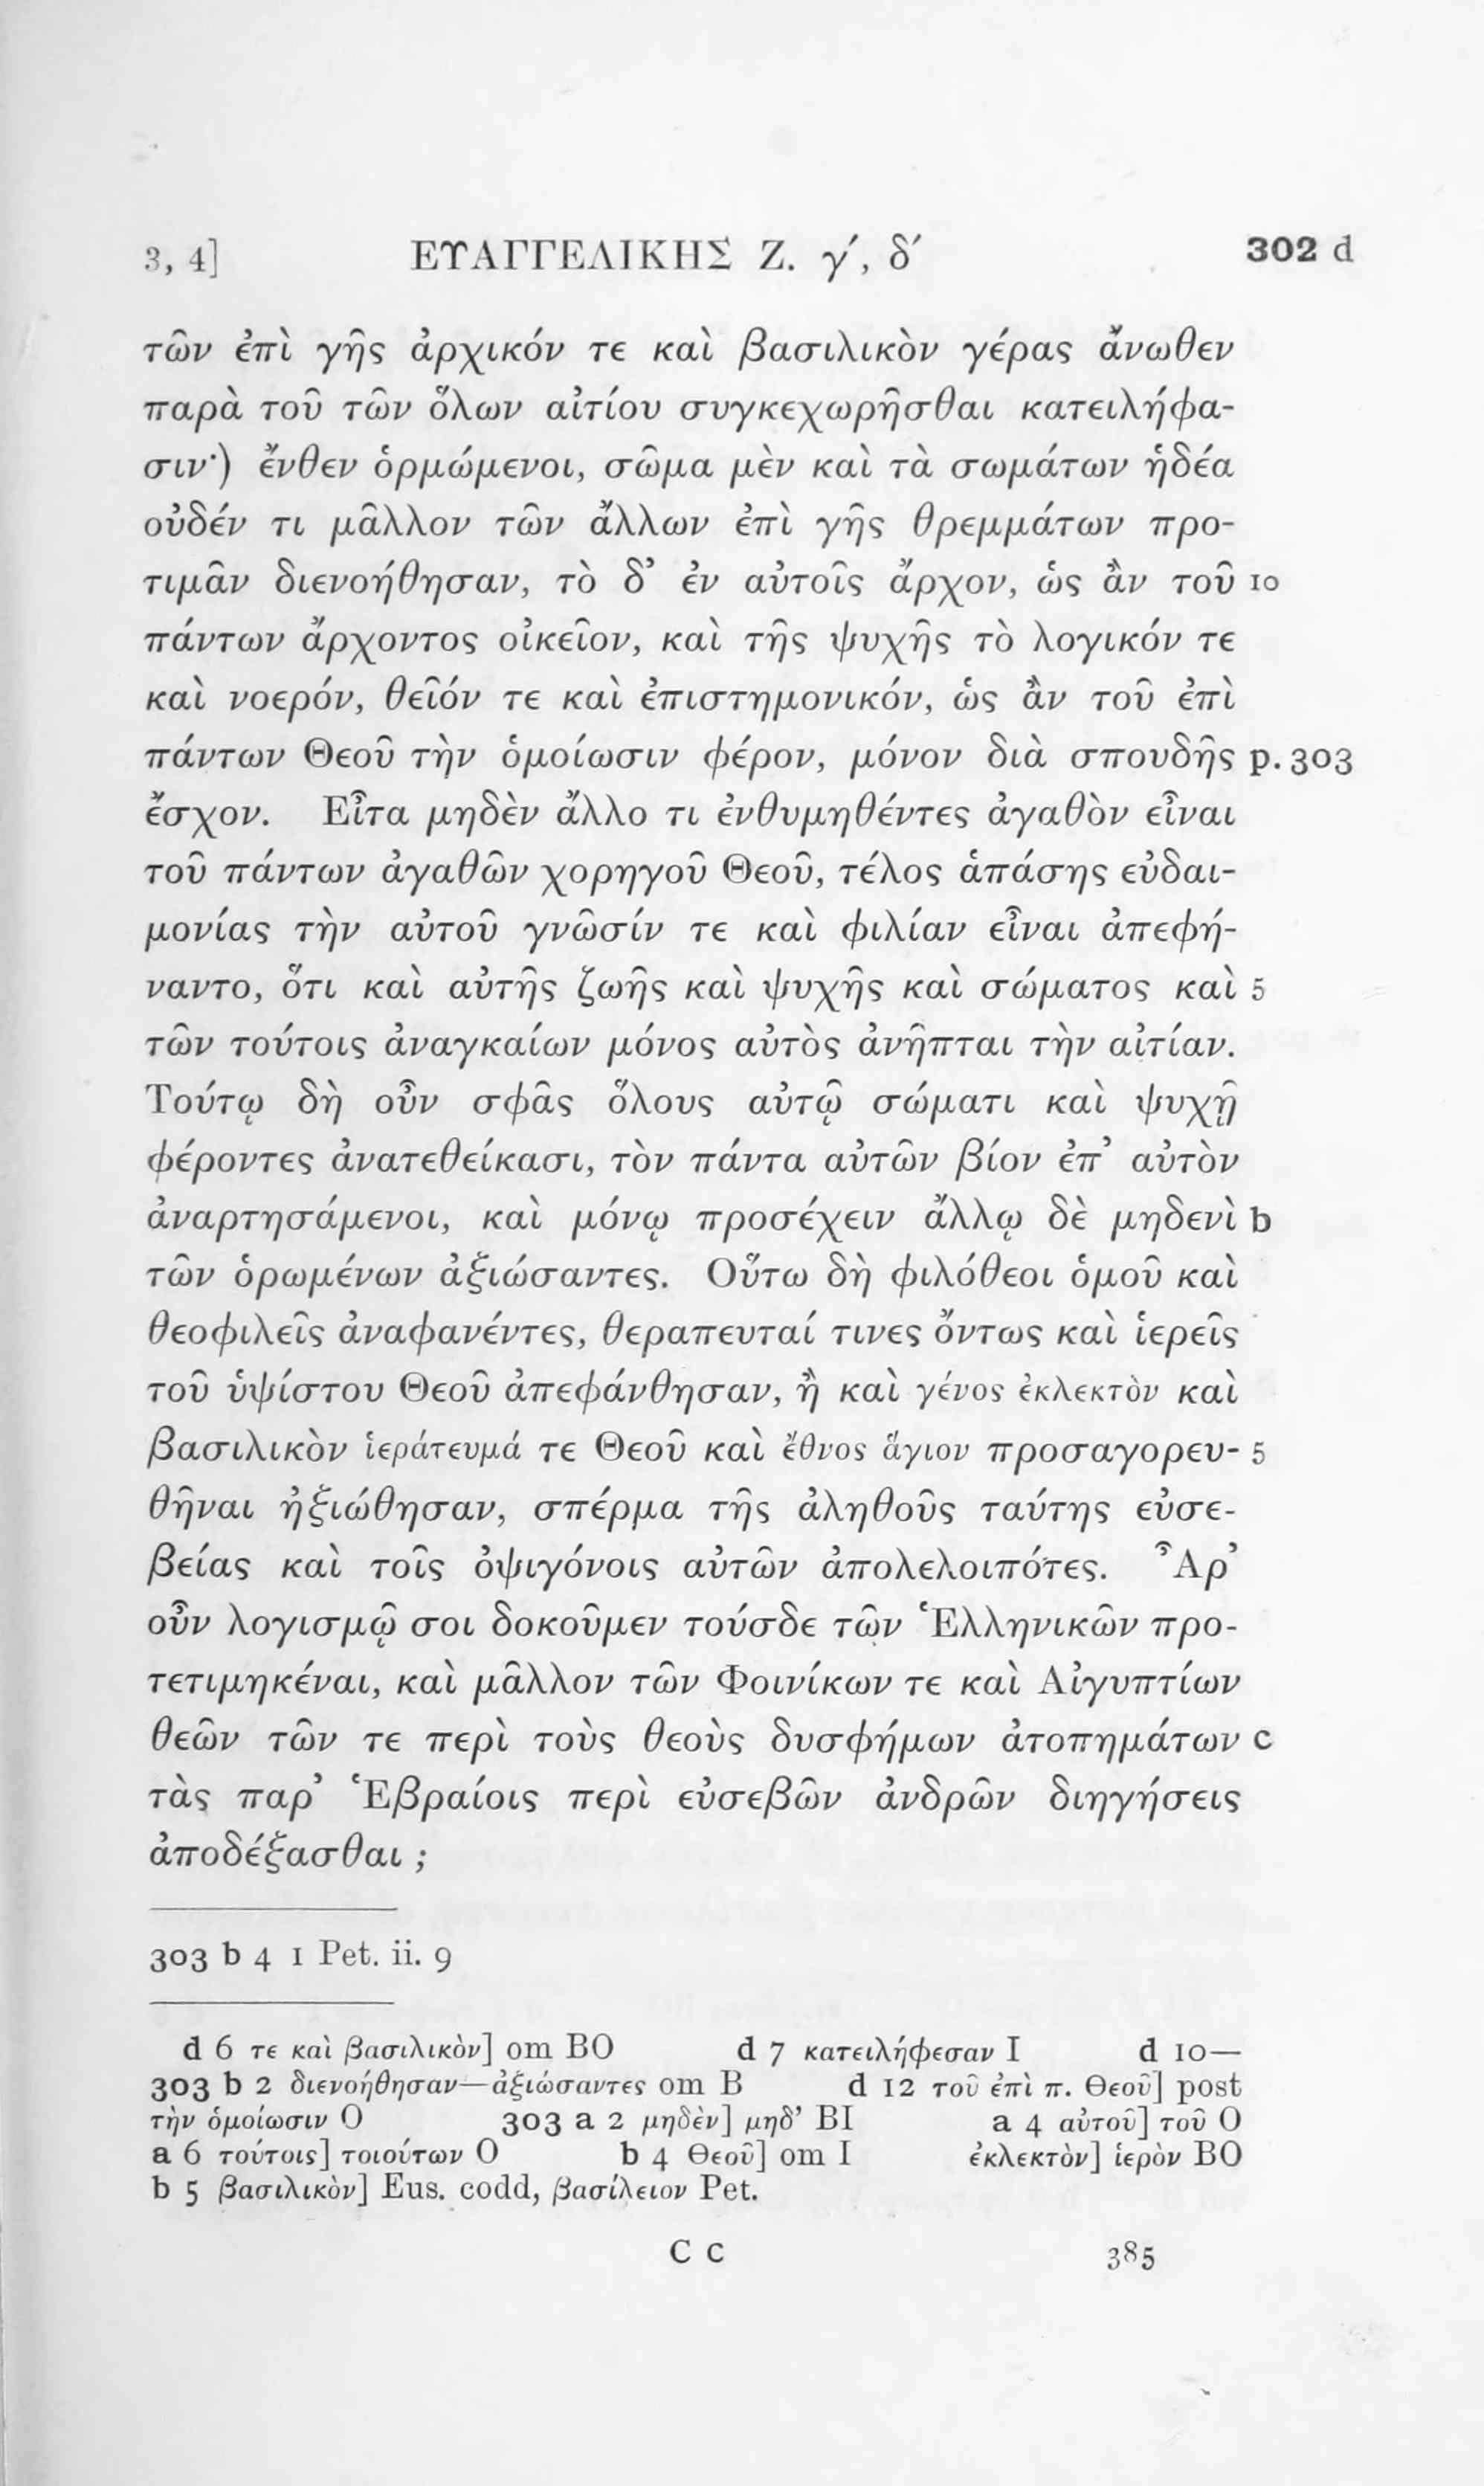 3, 4] ΕΥΑΓΓΕΛΙΚΗΣ Ζ. γ΄, δ΄ 302 d
τῶν ἐπὶ γῆς ἀρχικόν τε καὶ βασιλικὸν γέρας ἄνωθεν
παρὰ τοῦ τῶν ὅλων αἰτίου συγκεχωρῆσθαι κατειλήφα-
σιν·) ἔνθεν ὁρμώμενοι, σῶμα μὲν καὶ τὰ σωμάτων ἡδέα
οὐδέν τι μᾶλλον τῶν ἄλλων ἐπὶ γῆς θρεμμάτων προ-
τιμᾶν διενοήθησαν, τὸ δ’ ἐν αὐτοῖς ἄρχον, ὡς ἂν τοῦ 10
πάντων ἄρχοντος οἰκεῖον, καὶ τῆς ψυχῆς τὸ λογικόν τε
καὶ νοερόν, θεῖόν τε καὶ ἐπιστημονικόν, ὡς ἂν τοῦ ἐπὶ
πάντων Θεοῦ τὴν ὁμοίωσιν φέρον, μόνον διὰ σπουδῆς p. 303
ἔσχον. Εἶτα μηδὲν ἄλλο τι ἐνθυμηθέντες ἀγαθὸν εἶναι
τοῦ πάντων ἀγαθῶν χορηγοῦ Θεοῦ, τέλος ἁπάσης εὐδαι-
μονίας τὴν αὐτοῦ γνῶσίν τε καὶ φιλίαν εἶναι ἀπεφή-
ναντο, ὅτι καὶ αὐτῆς ζωῆς καὶ ψυχῆς καὶ σώματος καὶ 5
τῶν τούτοις ἀναγκαίων μόνος αὐτὸς ἀνῆπται τὴν αἰτίαν.
Τούτῳ δὴ οὖν σφᾶς ὅλους αὐτῷ σώματι καὶ ψυχῇ
φέροντες ἀνατεθείκασι, τὸν πάντα αὐτῶν βίον ἐπ’ αὐτὸν
ἀναρτησάμενοι, καὶ μόνῳ προσέχειν ἄλλῳ δὲ μηδενὶ b
τῶν ὁρωμένων ἀξιώσαντες. Οὕτω δὴ φιλόθεοι ὁμοῦ καὶ
θεοφιλεῖς ἀναφανέντες, θεραπευταί τινες ὄντως καὶ ἱερεῖς
τοῦ ὑψίστου Θεοῦ ἀπεφάνθησαν, ἢ καὶ γένος ἐκλεκτὸν καὶ
βασιλικὸν ἱεράτευμά τε Θεοῦ καὶ ἔθνος ἅγιον προσαγορευ- 5
θῆναι ἠξιώθησαν, σπέρμα τῆς ἀληθοῦς ταύτης εὐσε-
βείας καὶ τοῖς ὀψιγόνοις αὐτῶν ἀπολελοιπότες. Ἆρ’
οὖν λογισμῷ σοι δοκοῦμεν τούσδε τῶν Ἑλληνικῶν προ-
τετιμηκέναι, καὶ μᾶλλον τῶν Φοινίκων τε καὶ Αἰγυπτίων
θεῶν τῶν τε περὶ τοὺς θεοὺς δυσφήμων ἀτοπημάτων c
τὰς παρ’ Ἑβραίοις περὶ εὐσεβῶν ἀνδρῶν διηγήσεις
ἀποδέξασθαι ;
303 b 4 1 Pet. ii. 9
d 6 τε καὶ βασιλικὸν] om BO d 7 κατειλήφεσαν I d 10—
303 b 2 διενοήθησαν—ἀξιώσαντες om B d 12 τοῦ ἐπὶ π. Θεοῦ] post
τὴν ὁμοίωσιν O 303 a 2 μηδὲν] μηδ’ BI a 4 αὐτοῦ] τοῦ O
a 6 τούτοις] τοιούτων O b 4 Θεοῦ] om I ἐκλεκτὸν] ἱερὸν BO
b 5 βασιλικὸν] Eus. codd, βασίλειον Pet.
C c 385